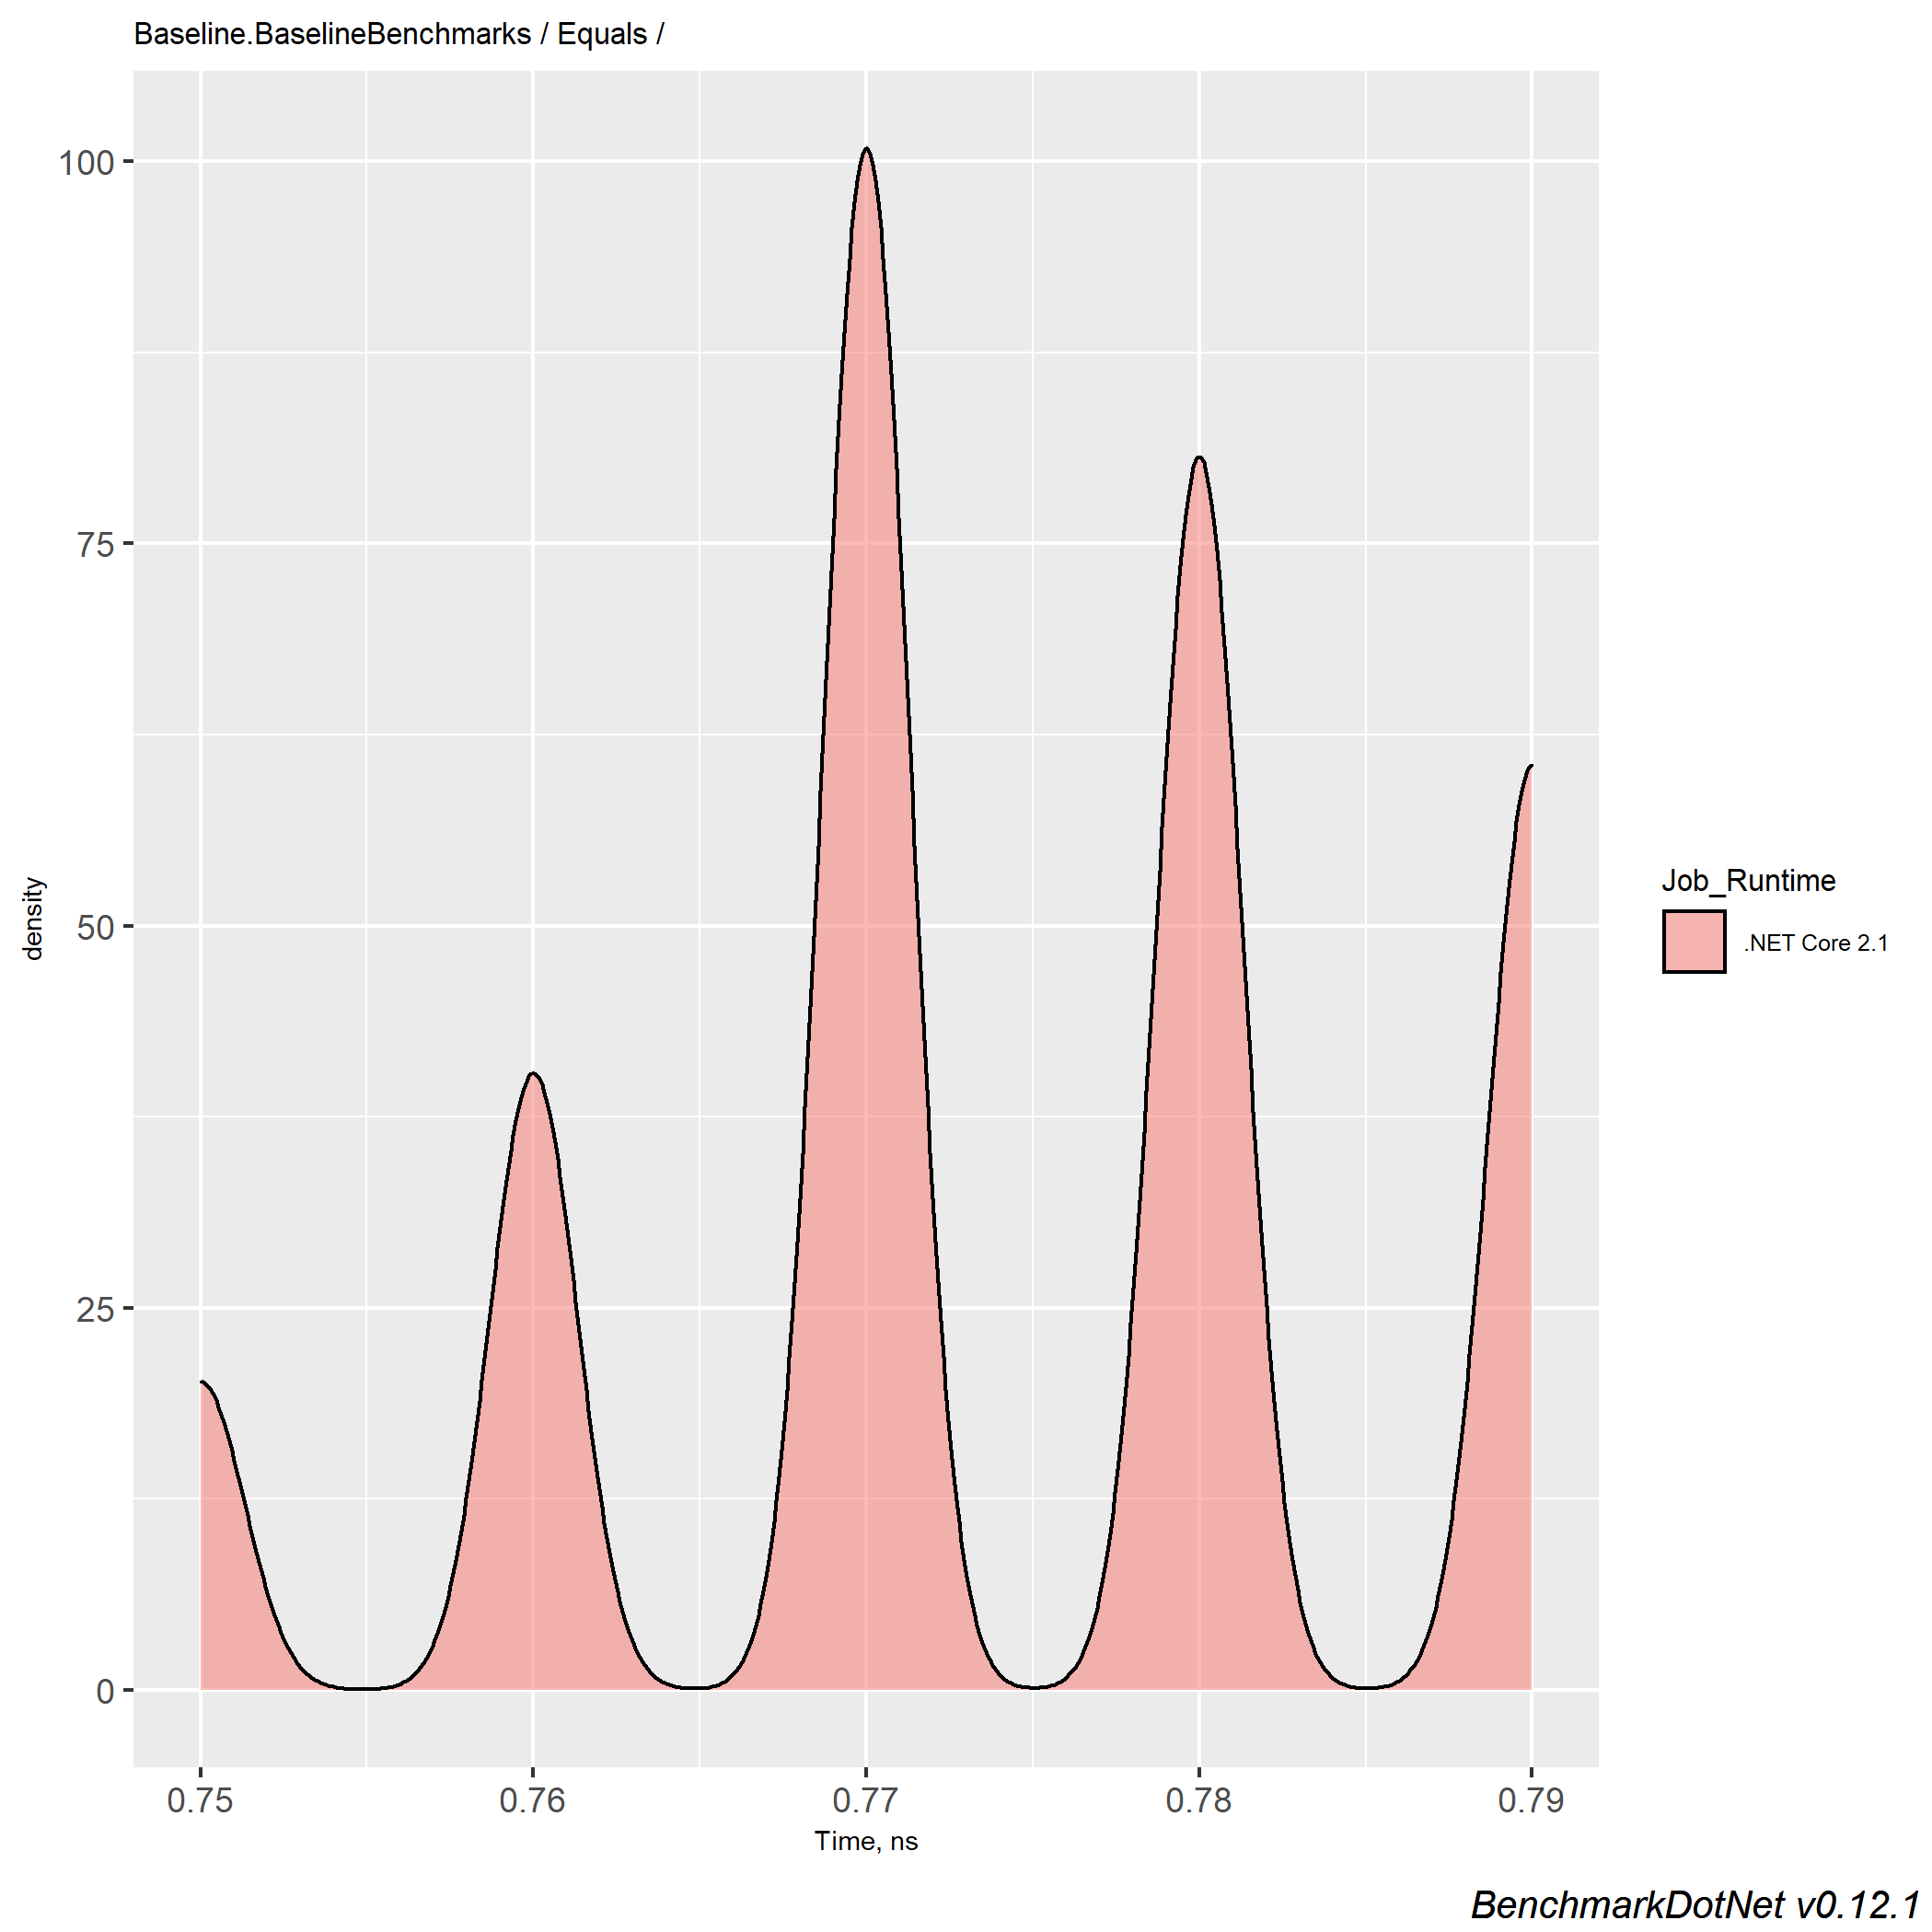 Baseline.BaselineBenchmarks / Equals /
100
75
50
25
0
density
0.75 0.76 0.77 0.78 0.79
Time, ns
Job_Runtime
.NET Core 2.1
BenchmarkDotNet v0.12.1